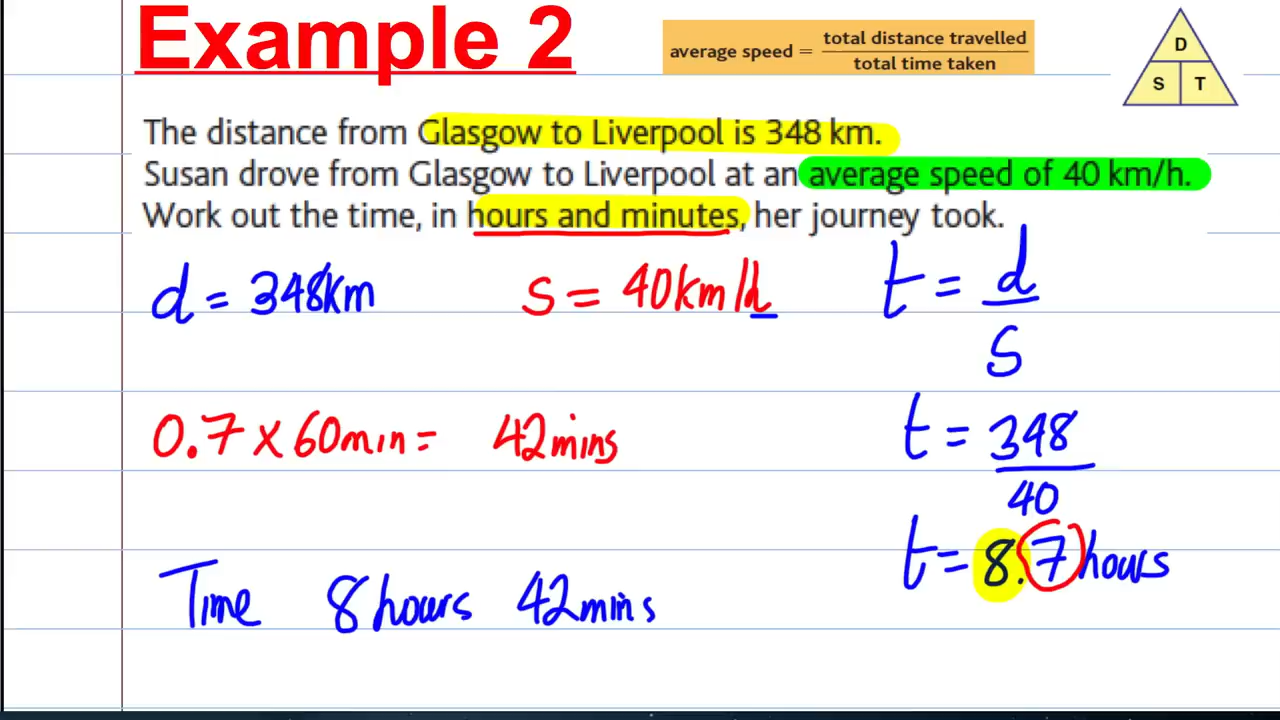 Example 2
average speed = total distance travelled / total time taken
D
S T
The distance from Glasgow to Liverpool is 348 km.
Susan drove from Glasgow to Liverpool at an average speed of 40 km/h.
Work out the time, in hours and minutes, her journey took.
d = 348km
s = 40km/h
t = d / s
0.7 × 60min = 42mins
t = 348 / 40
t = 8.7 hours
Time 8 hours 42 mins